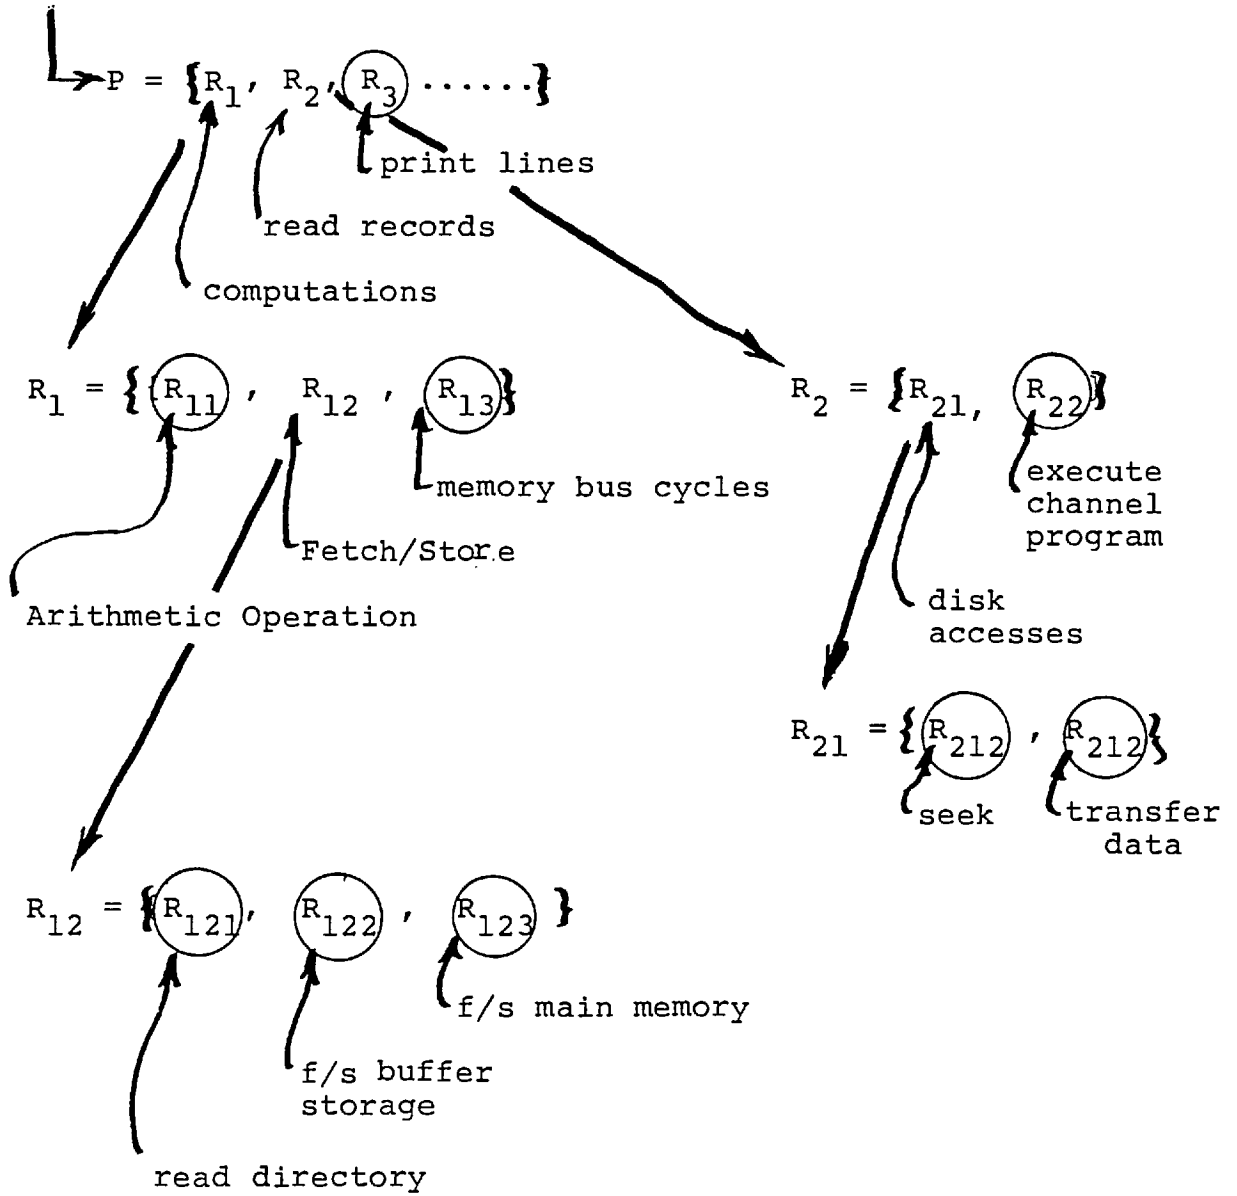 P = {R1, R2, R3 ......}
print lines
read records
computations
R1 = {R11 , R12 , R13}
R2 = {R21, R22}
memory bus cycles
execute
channel
program
Fetch/Store
Arithmetic Operation
disk
accesses
R21 = {R212 , R212}
seek
transfer
data
R12 = {R121, R122 , R123 }
f/s main memory
f/s buffer
storage
read directory